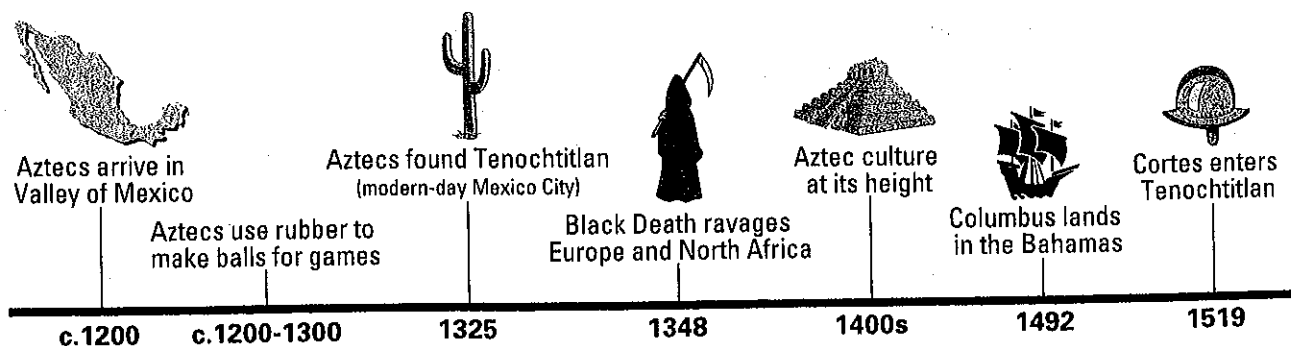 Aztecs arrive in
Valley of Mexico
Aztecs use rubber to
make balls for games
Aztecs found Tenochtitlan
(modern-day Mexico City)
Black Death ravages
Europe and North Africa
Aztec culture
at its height
Columbus lands
in the Bahamas
Cortes enters
Tenochtitlan
c.1200
c.1200-1300
1325
1348
1400s
1492
1519